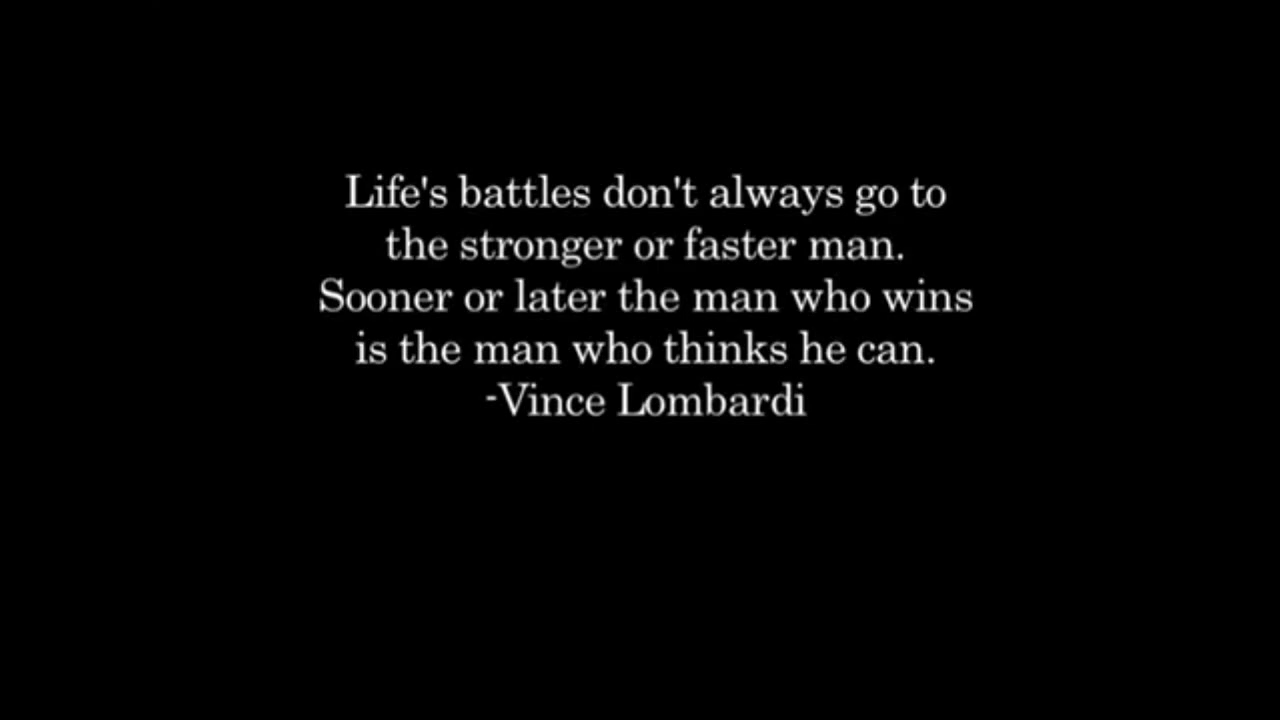 Life's battles don't always go to
the stronger or faster man.
Sooner or later the man who wins
is the man who thinks he can.
-Vince Lombardi